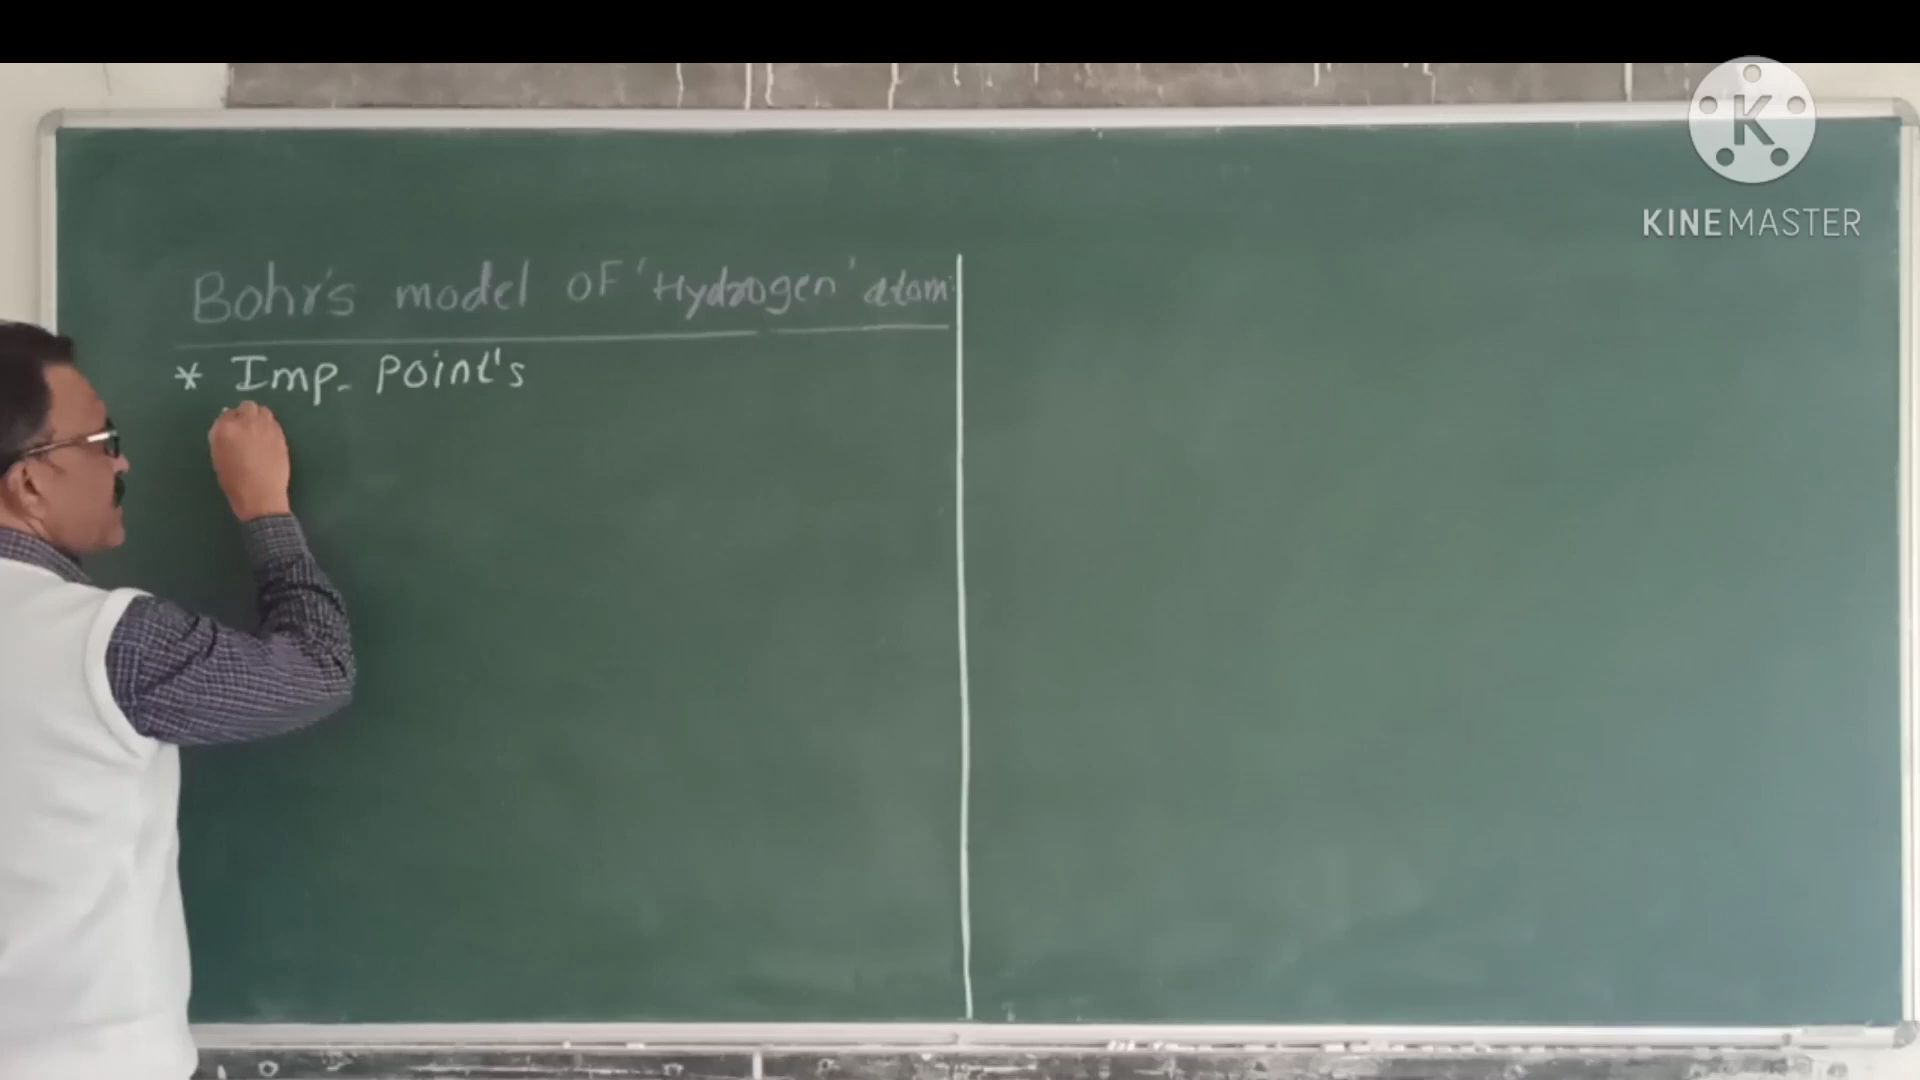 K
KINEMASTER
Bohr's model of 'Hydrogen' atom
* Imp. Point's